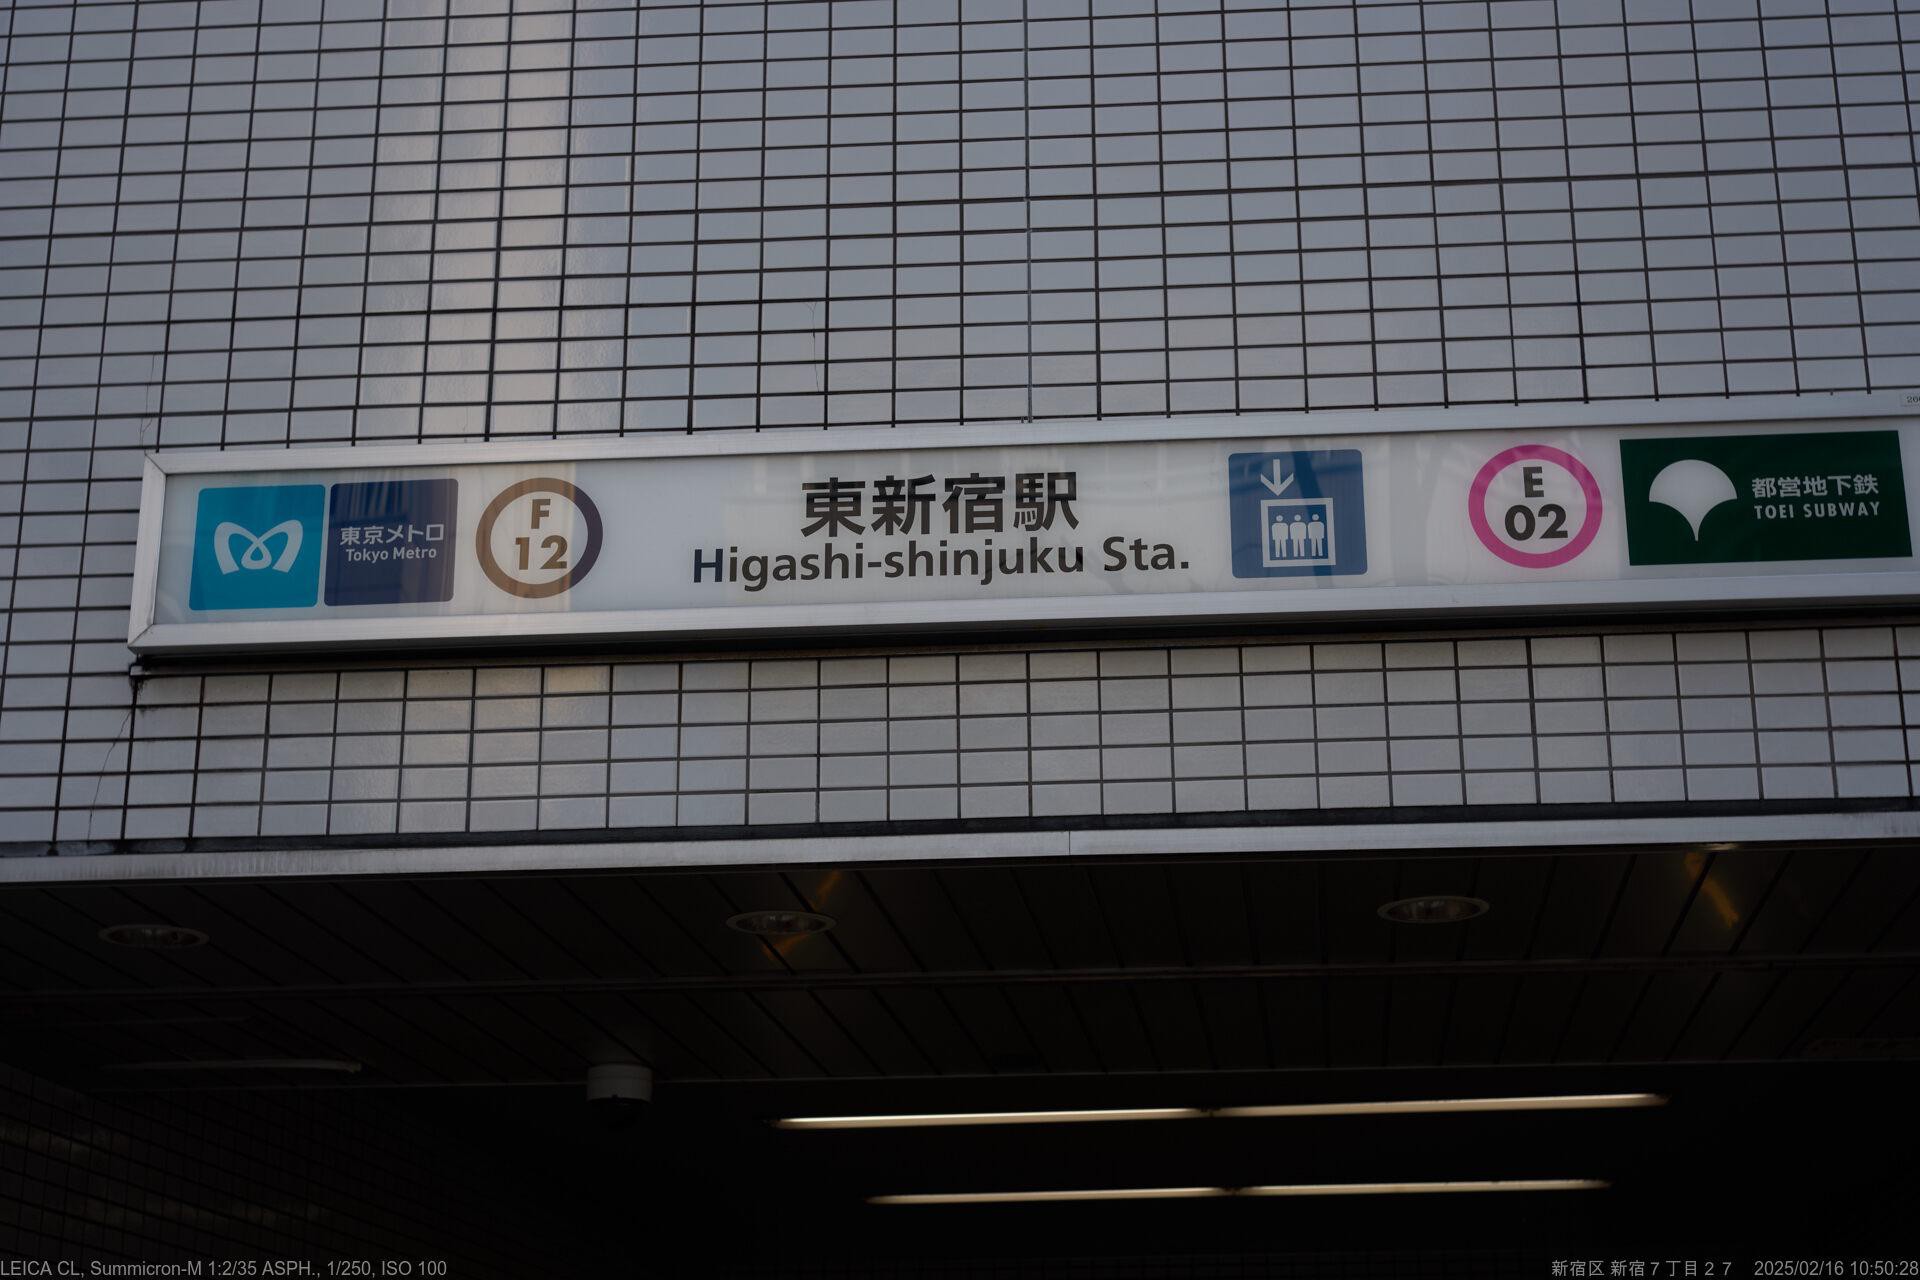 東京メトロ
Tokyo Metro
F
12
東新宿駅
Higashi-shinjuku Sta.
E
02
都営地下鉄
TOEI SUBWAY
LEICA CL, Summicron-M 1:2/35 ASPH., 1/250, ISO 100
新宿区 新宿７丁目２７ 2025/02/16 10:50:28